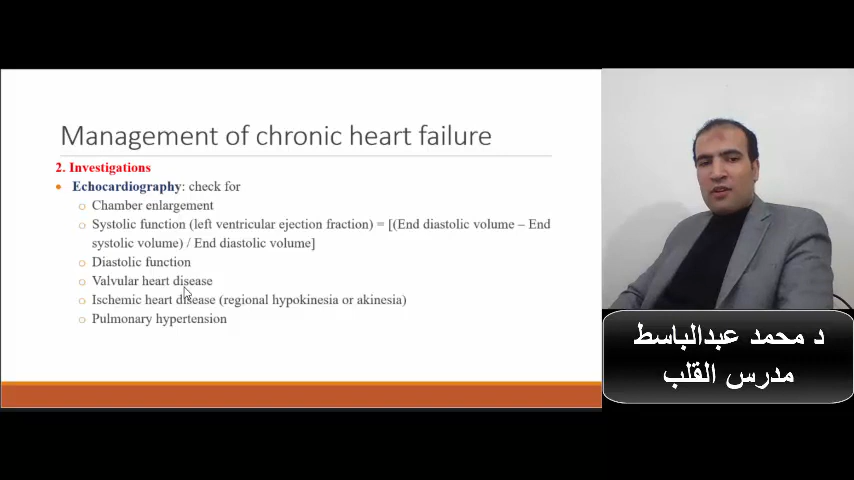 Management of chronic heart failure
2. Investigations
Echocardiography: check for
Chamber enlargement
Systolic function (left ventricular ejection fraction) = [(End diastolic volume – End
systolic volume) / End diastolic volume]
Diastolic function
Valvular heart disease
Ischemic heart disease (regional hypokinesia or akinesia)
Pulmonary hypertension
د محمد عبدالباسط
مدرس القلب